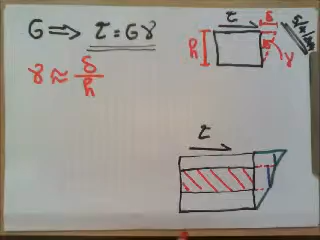 G ⇒ τ = Gγ
γ ≈ δ/h
τ
δ
h
γ
τ